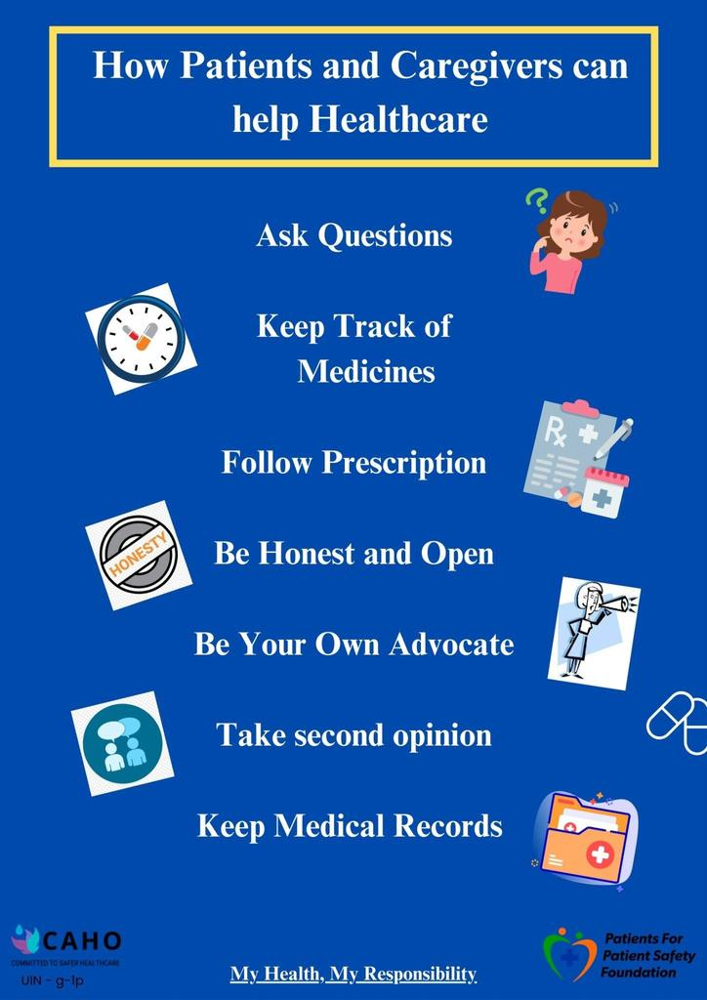 How Patients and Caregivers can
help Healthcare
?
Ask Questions
Keep Track of
Medicines
Rx
Follow Prescription
HONESTY
Be Honest and Open
Be Your Own Advocate
Take second opinion
Keep Medical Records
CAHO
COMMITTED TO SAFER HEALTHCARE
UIN - g-1p
My Health, My Responsibility
Patients For
Patient Safety
Foundation